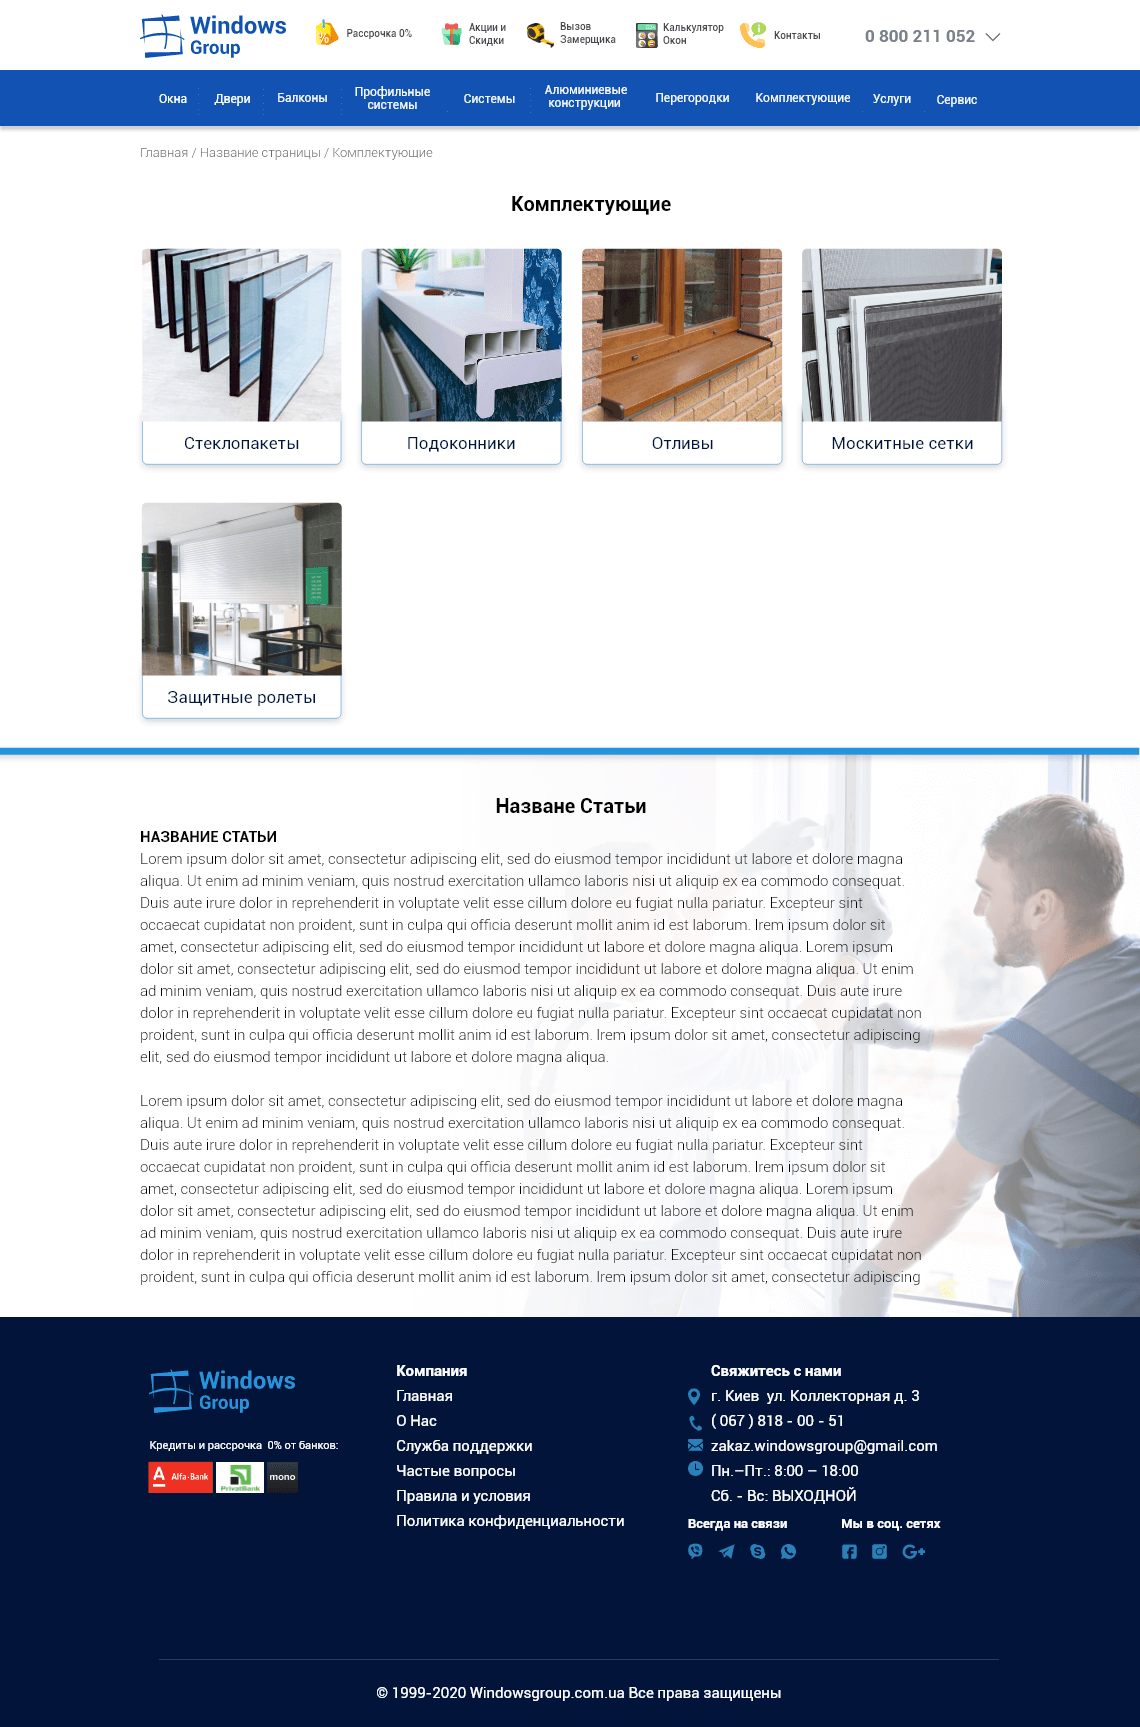 Windows
Group
Рассрочка 0%
Акции и
Скидки
Вызов
Замерщика
Калькулятор
Окон
Контакты
0 800 211 052
Окна
Двери
Балконы
Профильные
системы
Системы
Алюминиевые
конструкции
Перегородки
Комплектующие
Услуги
Сервис
Главная / Название страницы / Комплектующие
Комплектующие
Стеклопакеты
Подоконники
Отливы
Москитные сетки
Защитные ролеты
Назване Статьи
НАЗВАНИЕ СТАТЬИ
Lorem ipsum dolor sit amet, consectetur adipiscing elit, sed do eiusmod tempor incididunt ut labore et dolore magna
aliqua. Ut enim ad minim veniam, quis nostrud exercitation ullamco laboris nisi ut aliquip ex ea commodo consequat.
Duis aute irure dolor in reprehenderit in voluptate velit esse cillum dolore eu fugiat nulla pariatur. Excepteur sint
occaecat cupidatat non proident, sunt in culpa qui officia deserunt mollit anim id est laborum. lrem ipsum dolor sit
amet, consectetur adipiscing elit, sed do eiusmod tempor incididunt ut labore et dolore magna aliqua. Lorem ipsum
dolor sit amet, consectetur adipiscing elit, sed do eiusmod tempor incididunt ut labore et dolore magna aliqua. Ut enim
ad minim veniam, quis nostrud exercitation ullamco laboris nisi ut aliquip ex ea commodo consequat. Duis aute irure
dolor in reprehenderit in voluptate velit esse cillum dolore eu fugiat nulla pariatur. Excepteur sint occaecat cupidatat non
proident, sunt in culpa qui officia deserunt mollit anim id est laborum. lrem ipsum dolor sit amet, consectetur adipiscing
elit, sed do eiusmod tempor incididunt ut labore et dolore magna aliqua.
Lorem ipsum dolor sit amet, consectetur adipiscing elit, sed do eiusmod tempor incididunt ut labore et dolore magna
aliqua. Ut enim ad minim veniam, quis nostrud exercitation ullamco laboris nisi ut aliquip ex ea commodo consequat.
Duis aute irure dolor in reprehenderit in voluptate velit esse cillum dolore eu fugiat nulla pariatur. Excepteur sint
occaecat cupidatat non proident, sunt in culpa qui officia deserunt mollit anim id est laborum. lrem ipsum dolor sit
amet, consectetur adipiscing elit, sed do eiusmod tempor incididunt ut labore et dolore magna aliqua. Lorem ipsum
dolor sit amet, consectetur adipiscing elit, sed do eiusmod tempor incididunt ut labore et dolore magna aliqua. Ut enim
ad minim veniam, quis nostrud exercitation ullamco laboris nisi ut aliquip ex ea commodo consequat. Duis aute irure
dolor in reprehenderit in voluptate velit esse cillum dolore eu fugiat nulla pariatur. Excepteur sint occaecat cupidatat non
proident, sunt in culpa qui officia deserunt mollit anim id est laborum. lrem ipsum dolor sit amet, consectetur adipiscing
Windows
Group
Кредиты и рассрочка 0% от банков:
Alfa·Bank
PrivatBank
mono
Компания
Главная
О Нас
Служба поддержки
Частые вопросы
Правила и условия
Политика конфиденциальности
Свяжитесь с нами
г. Киев ул. Коллекторная д. 3
( 067 ) 818 - 00 - 51
zakaz.windowsgroup@gmail.com
Пн.–Пт.: 8:00 – 18:00
Сб. - Вс: ВЫХОДНОЙ
Всегда на связи
Мы в соц. сетях
© 1999-2020 Windowsgroup.com.ua Все права защищены